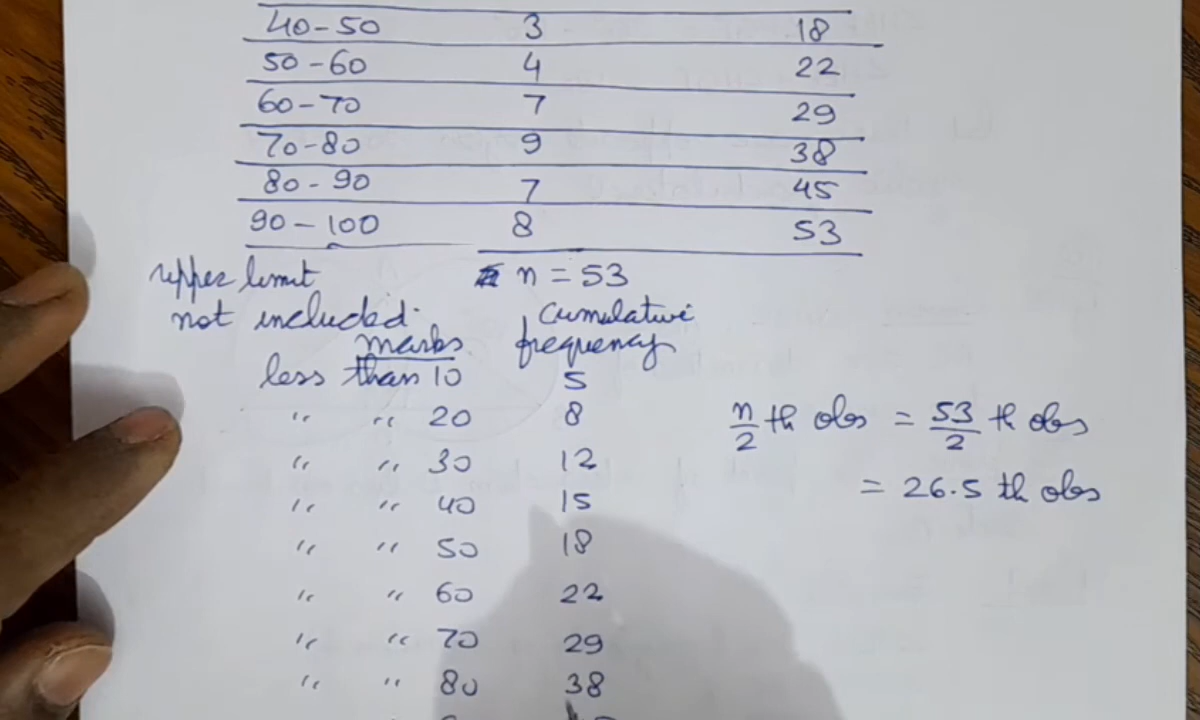 40-50 3 18
50-60 4 22
60-70 7 29
70-80 9 38
80-90 7 45
90-100 8 53
upper limit n = 53
not included. cumulative
marks frequency
less than 10 5
" " 20 8
" " 30 12
" " 40 15
" " 50 18
" " 60 22
" " 70 29
" " 80 38
n/2 th obs = 53/2 th obs
= 26.5 th obs